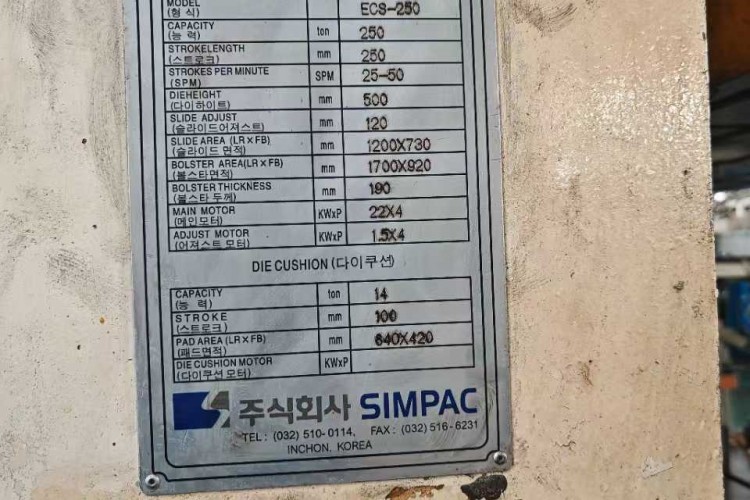 MODEL ECS-250
(형 식)
CAPACITY ton 250
(능 력)
STROKELENGTH mm 250
(스트로크)
STROKES PER MINUTE SPM 25-50
(SPM)
DIEHEIGHT mm 500
(다이하이트)
SLIDE ADJUST mm 120
(슬라이드어져스트)
SLIDE AREA (LR X FB) mm 1200X730
(슬라이드 면적)
BOLSTER AREA(LR X FB) mm 1700X920
(볼스타면적)
BOLSTER THICKNESS mm 190
(볼스타 두께)
MAIN MOTOR KWxP 22X4
(메인모터)
ADJUST MOTOR KWxP 1.5X4
(어져스트 모터)
DIE CUSHION (다이쿠션)
CAPACITY ton 14
(능 력)
STROKE mm 100
(스트로크)
PAD AREA (LR X FB) mm 640X420
(패드면적)
DIE CUSHION MOTOR KWxP
(다이쿠션 모터)
주식회사 SIMPAC
TEL : (032) 510-0114, FAX : (032) 516-6231
INCHON, KOREA